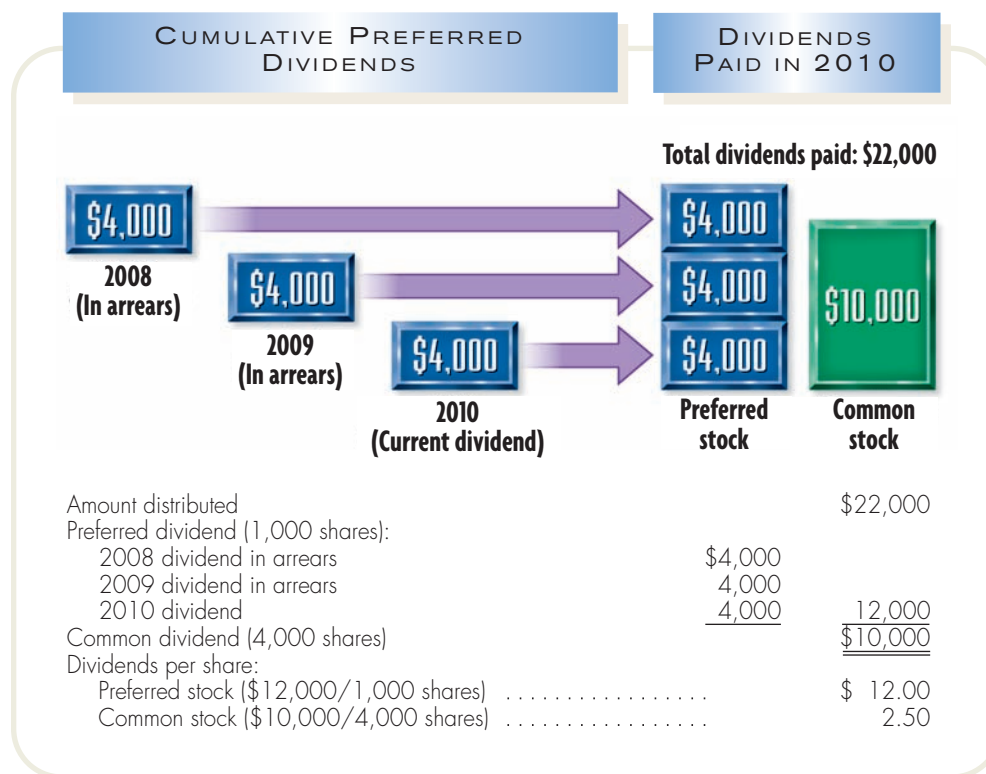 CUMULATIVE PREFERRED
DIVIDENDS
DIVIDENDS
PAID IN 2010
Total dividends paid: $22,000
$4,000
2008
(In arrears)
$4,000
2009
(In arrears)
$4,000
2010
(Current dividend)
$4,000
$4,000
$4,000
Preferred
stock
$10,000
Common
stock
Amount distributed $22,000
Preferred dividend (1,000 shares):
2008 dividend in arrears $4,000
2009 dividend in arrears 4,000
2010 dividend 4,000 12,000
Common dividend (4,000 shares) $10,000
Dividends per share:
Preferred stock ($12,000/1,000 shares) . . . . . . . . . . . . . . . . . $ 12.00
Common stock ($10,000/4,000 shares) . . . . . . . . . . . . . . . . . 2.50